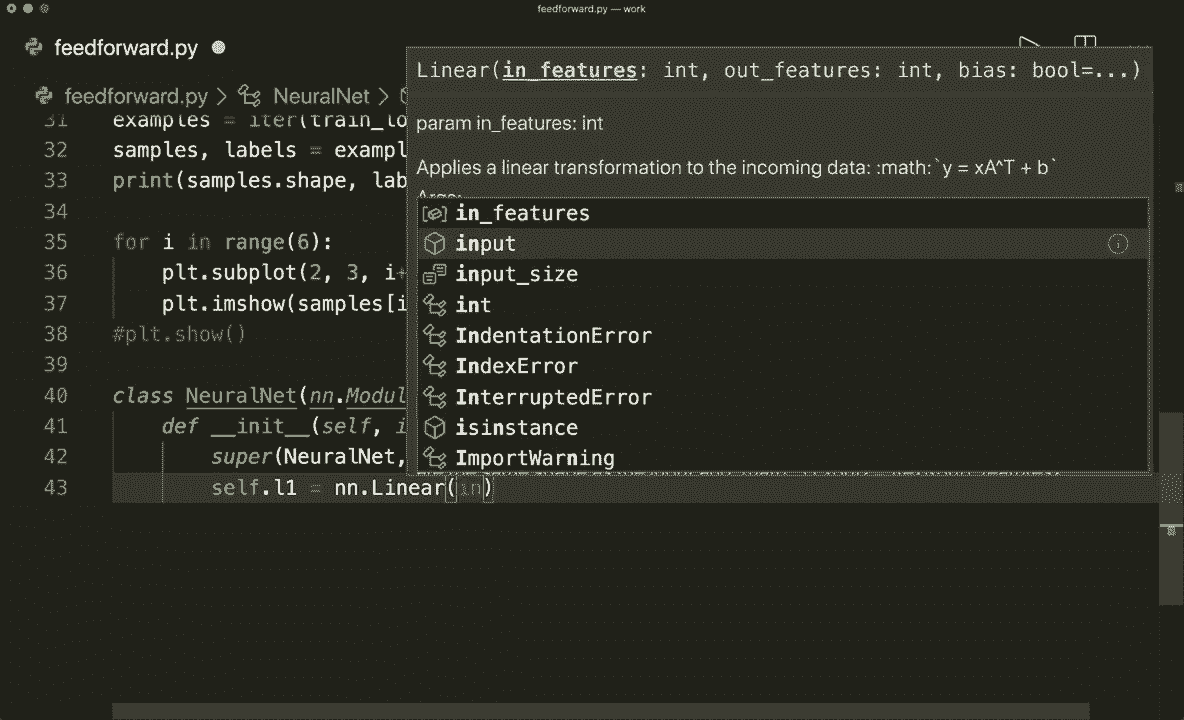 feedforward.py — work
feedforward.py
feedforward.py > NeuralNet >
Linear(in_features: int, out_features: int, bias: bool=...)
param in_features: int
Applies a linear transformation to the incoming data: :math:`y = xA^T + b`
in_features
input
input_size
int
IndentationError
IndexError
InterruptedError
isinstance
ImportWarning
31 examples = iter(train_lo
32 samples, labels = exampl
33 print(samples.shape, lab
34
35 for i in range(6):
36 plt.subplot(2, 3, i+
37 plt.imshow(samples[i
38 #plt.show()
39
40 class NeuralNet(nn.Modul
41 def __init__(self, i
42 super(NeuralNet,
43 self.l1 = nn.Linear(in)